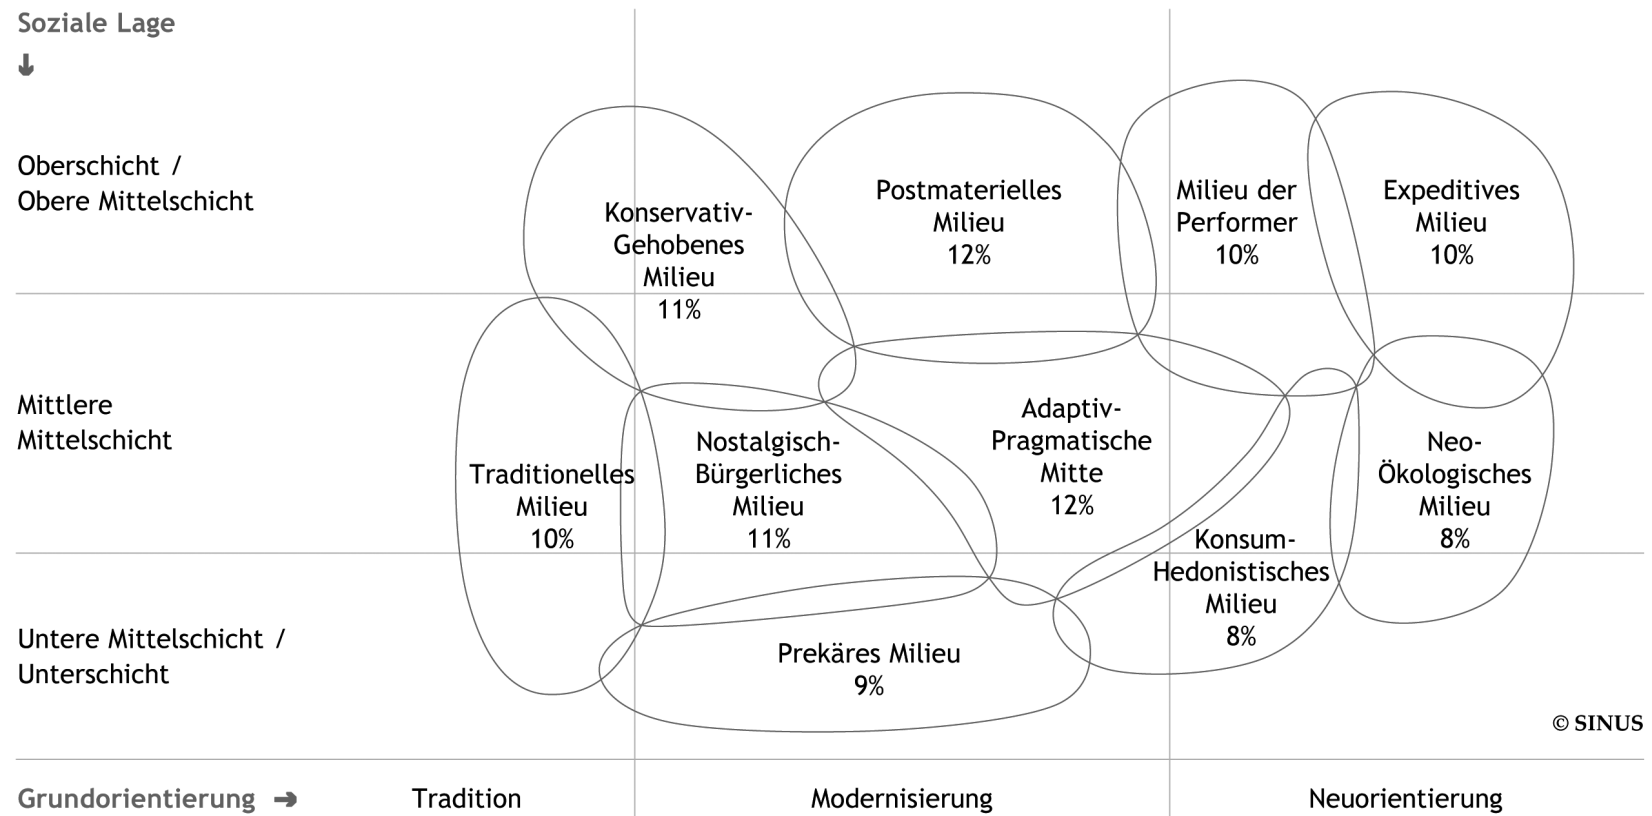 Soziale Lage
Oberschicht /
Obere Mittelschicht
Konservativ-
Gehobenes
Milieu
11%
Postmaterielles
Milieu
12%
Milieu der
Performer
10%
Expeditives
Milieu
10%
Mittlere
Mittelschicht
Traditionelles
Milieu
10%
Nostalgisch-
Bürgerliches
Milieu
11%
Adaptiv-
Pragmatische
Mitte
12%
Konsum-
Hedonistisches
Milieu
8%
Neo-
Ökologisches
Milieu
8%
Untere Mittelschicht /
Unterschicht
Prekäres Milieu
9%
© SINUS
Grundorientierung
Tradition
Modernisierung
Neuorientierung